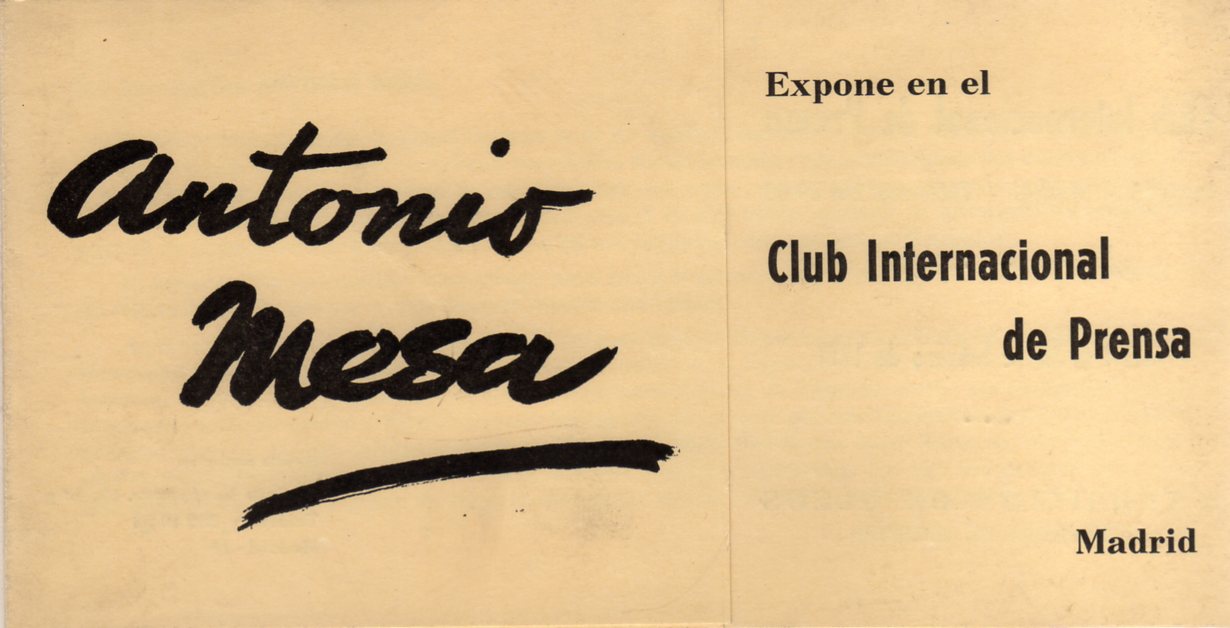 Antonio
Mesa
Expone en el
Club Internacional
de Prensa
Madrid